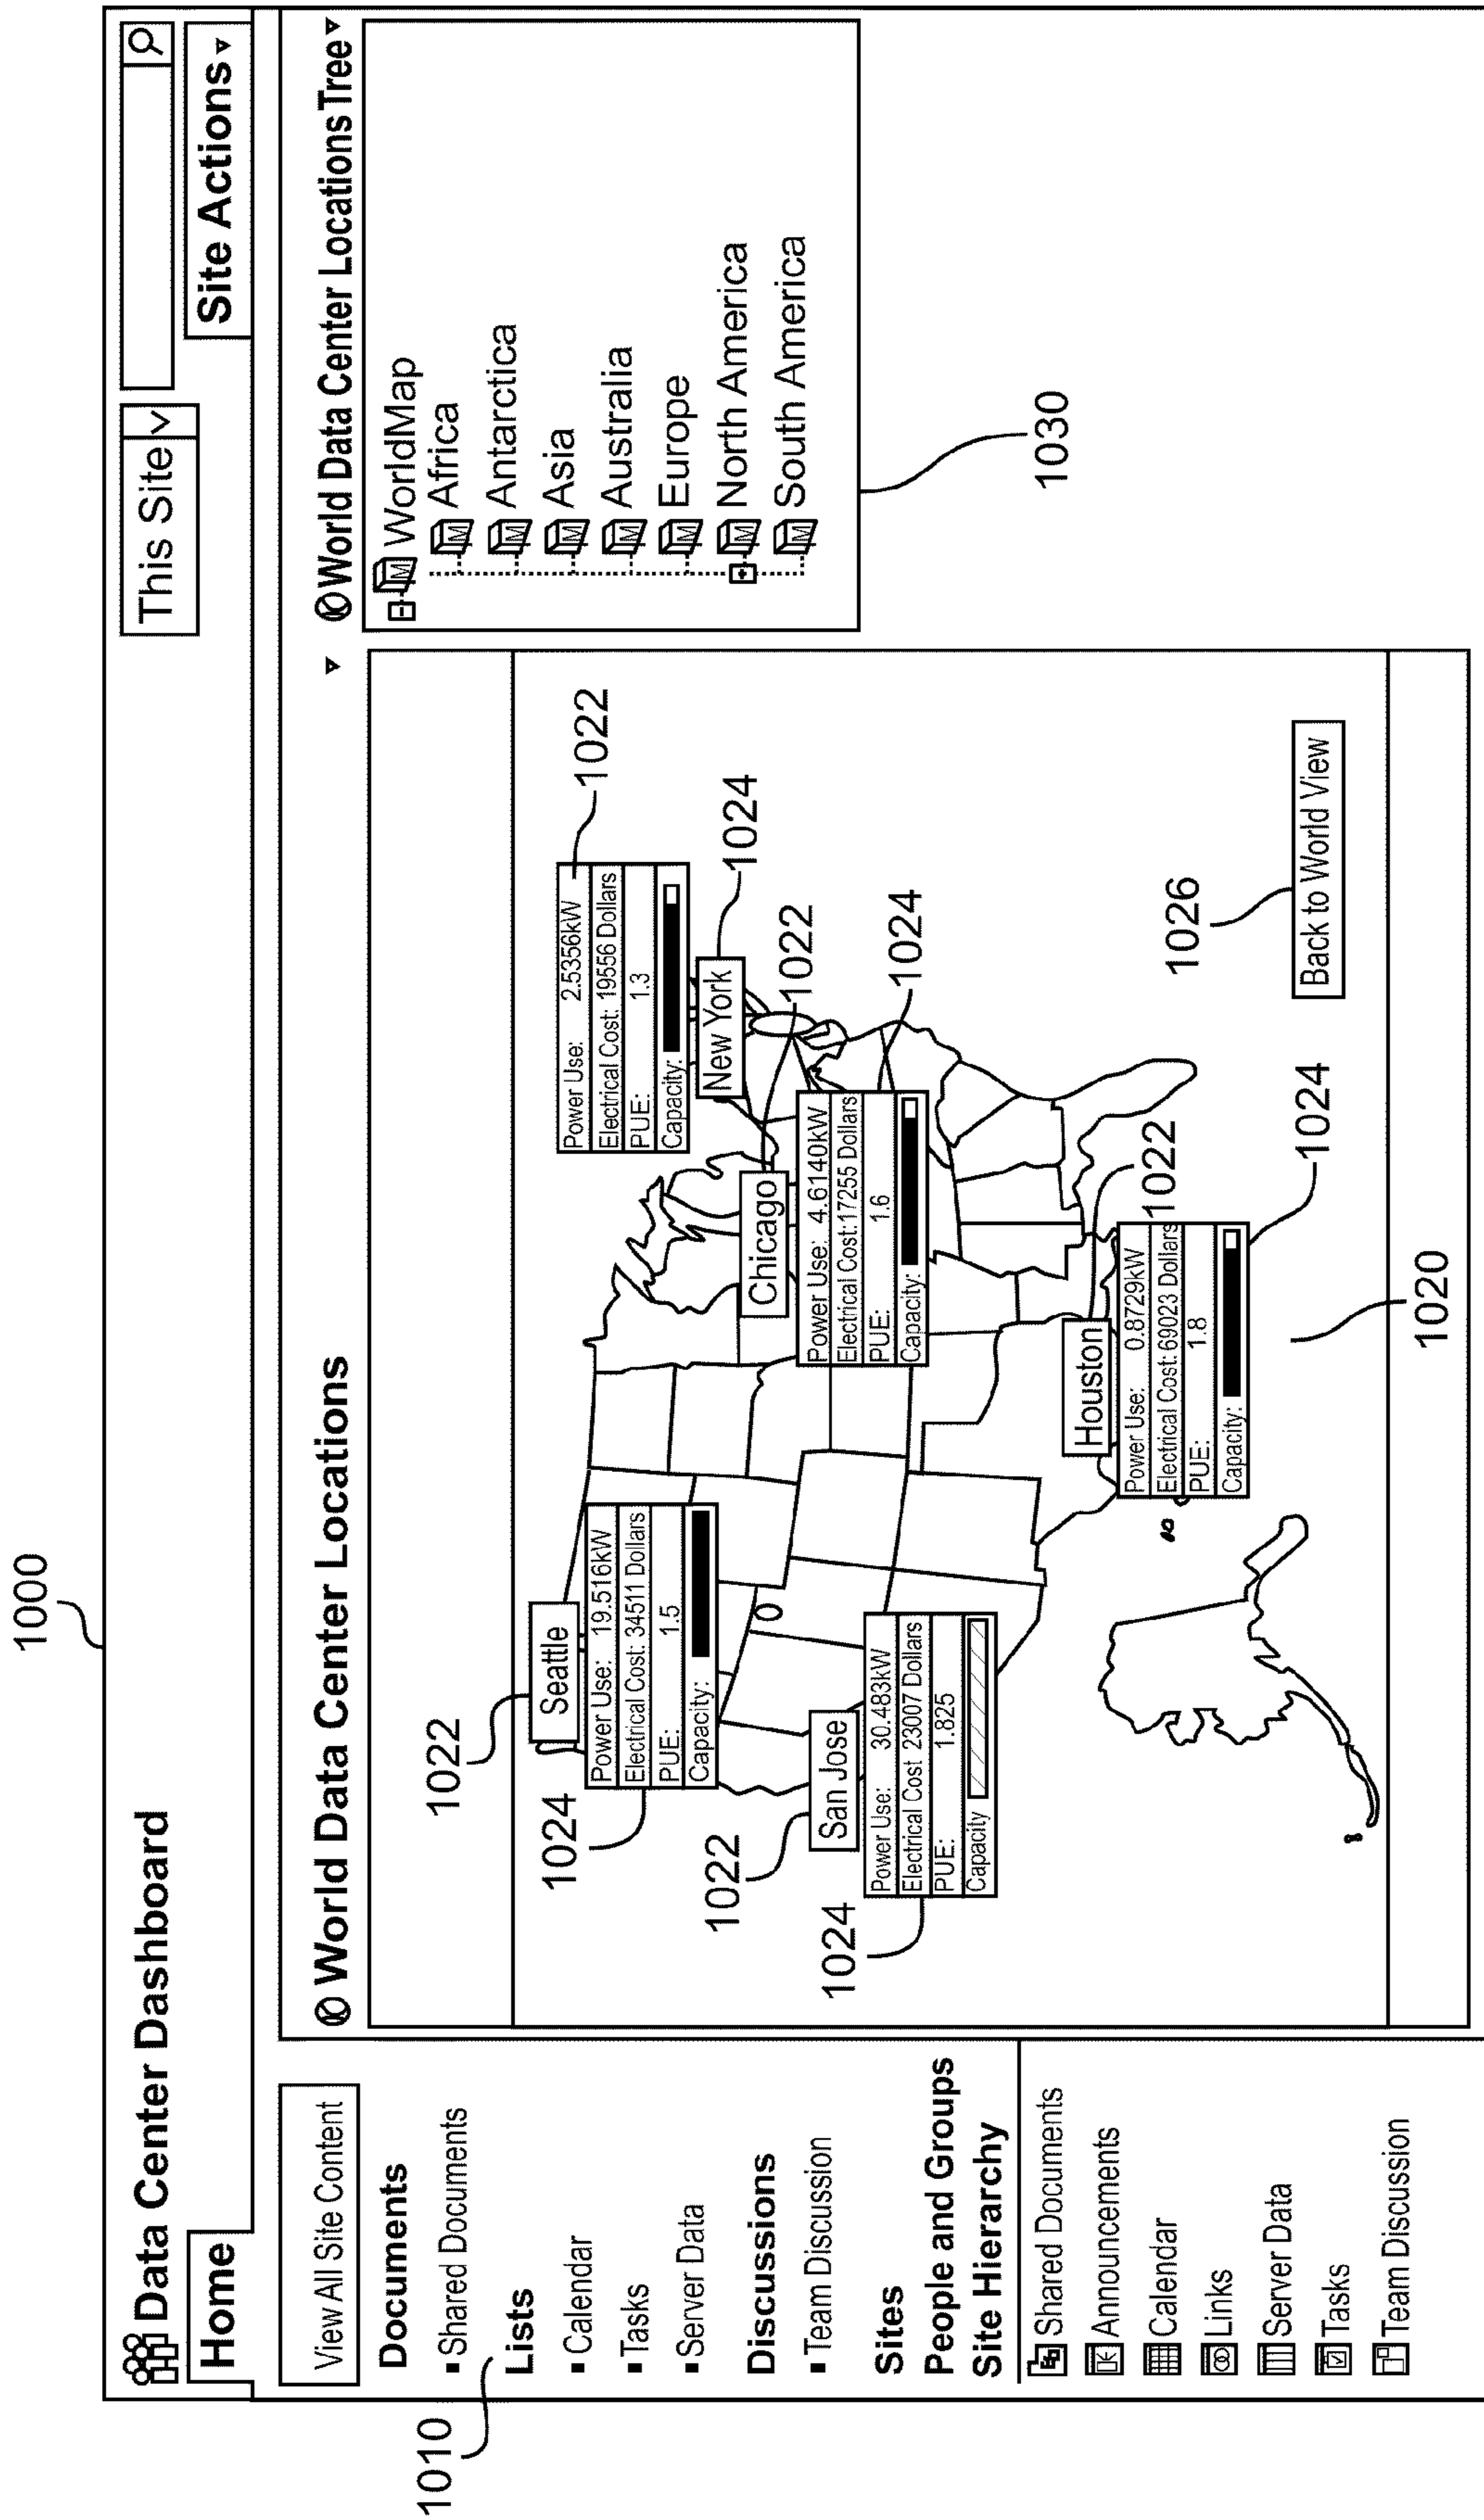 1000
Data Center Dashboard
This Site
Home
Site Actions
1010
View All Site Content
Documents
▪ Shared Documents
Lists
▪ Calendar
▪ Tasks
▪ Server Data
Discussions
▪ Team Discussion
Sites
People and Groups
Site Hierarchy
Shared Documents
Announcements
Calendar
Links
Server Data
Tasks
Team Discussion
World Data Center Locations
1022
Seattle
1024
Power Use: 19.516kW
Electrical Cost: 34511 Dollars
PUE: 1.5
Capacity:
1022
San Jose
1024
Power Use: 30.483kW
Electrical Cost 23007 Dollars
PUE: 1.825
Capacity
1022
Power Use: 2.5356kW
Electrical Cost: 19556 Dollars
PUE: 1.3
Capacity:
New York
1024
Chicago
1022
Power Use: 4.6140kW
Electrical Cost:17255 Dollars
PUE: 1.6
Capacity:
1024
Houston
1022
Power Use: 0.8729kW
Electrical Cost: 69023 Dollars
PUE: 1.8
Capacity:
1024
1026
Back to World View
1020
World Data Center Locations Tree
WorldMap
Africa
Antarctica
Asia
Australia
Europe
North America
South America
1030